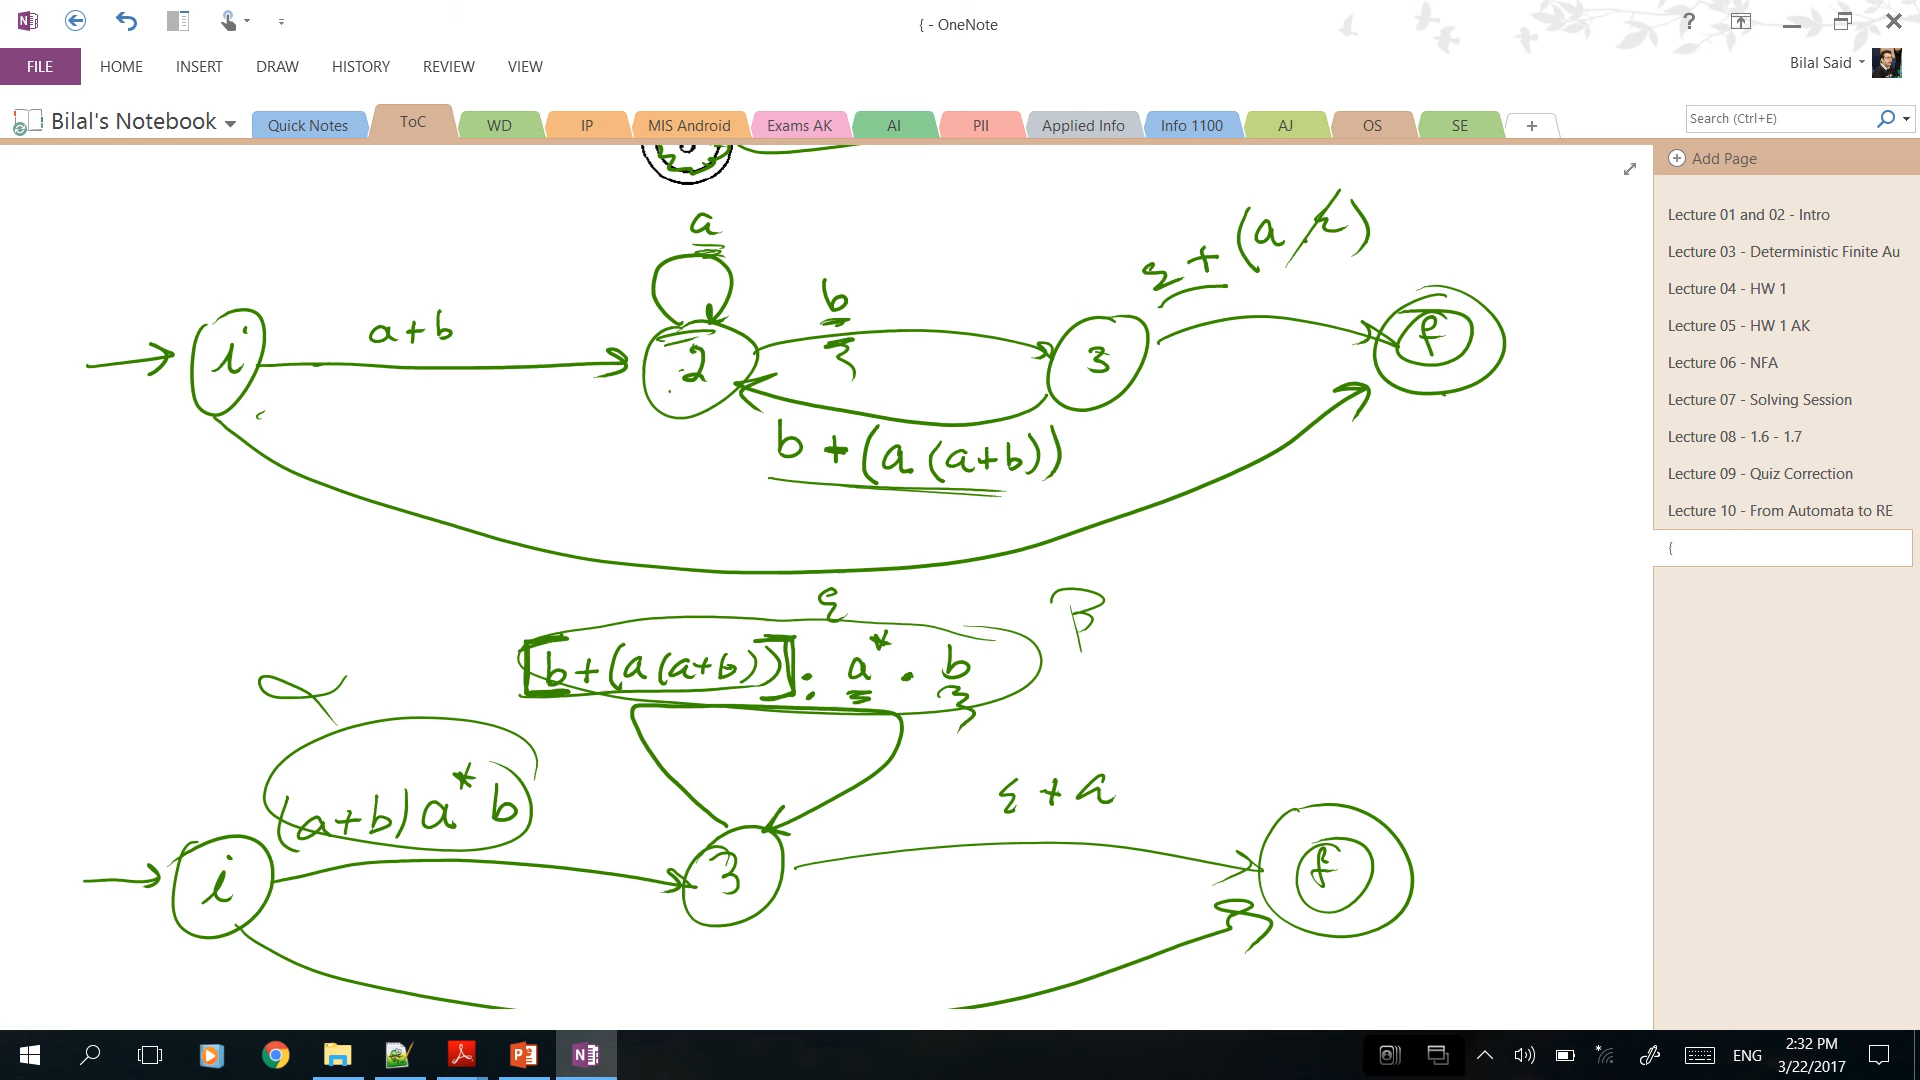 { - OneNote
?
FILE HOME INSERT DRAW HISTORY REVIEW VIEW
Bilal Said
Bilal's Notebook
Quick Notes ToC WD IP MIS Android Exams AK AI PII Applied Info Info 1100 AJ OS SE +
Search (Ctrl+E)
Add Page
Lecture 01 and 02 - Intro
Lecture 03 - Deterministic Finite Au
Lecture 04 - HW 1
Lecture 05 - HW 1 AK
Lecture 06 - NFA
Lecture 07 - Solving Session
Lecture 08 - 1.6 - 1.7
Lecture 09 - Quiz Correction
Lecture 10 - From Automata to RE
{
a
ε + (a . ε)
a+b
b
i 2 3 f
b + (a (a+b))
ε
β
[b+(a(a+b))] . a* . b
α
(a+b) a* b
ε + a
i 3 f
ENG
2:32 PM
3/22/2017